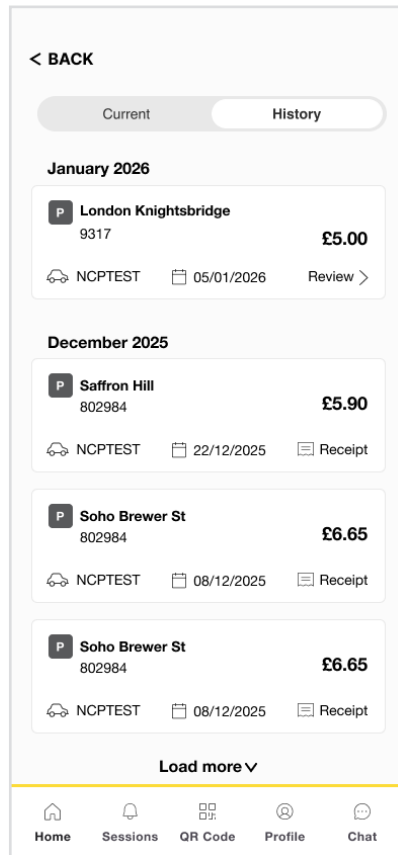 < BACK
Current History
January 2026
P London Knightsbridge
9317
£5.00
NCPTEST 05/01/2026 Review >
December 2025
P Saffron Hill
802984
£5.90
NCPTEST 22/12/2025 Receipt
P Soho Brewer St
802984
£6.65
NCPTEST 08/12/2025 Receipt
P Soho Brewer St
802984
£6.65
NCPTEST 08/12/2025 Receipt
Load more
Home Sessions QR Code Profile Chat